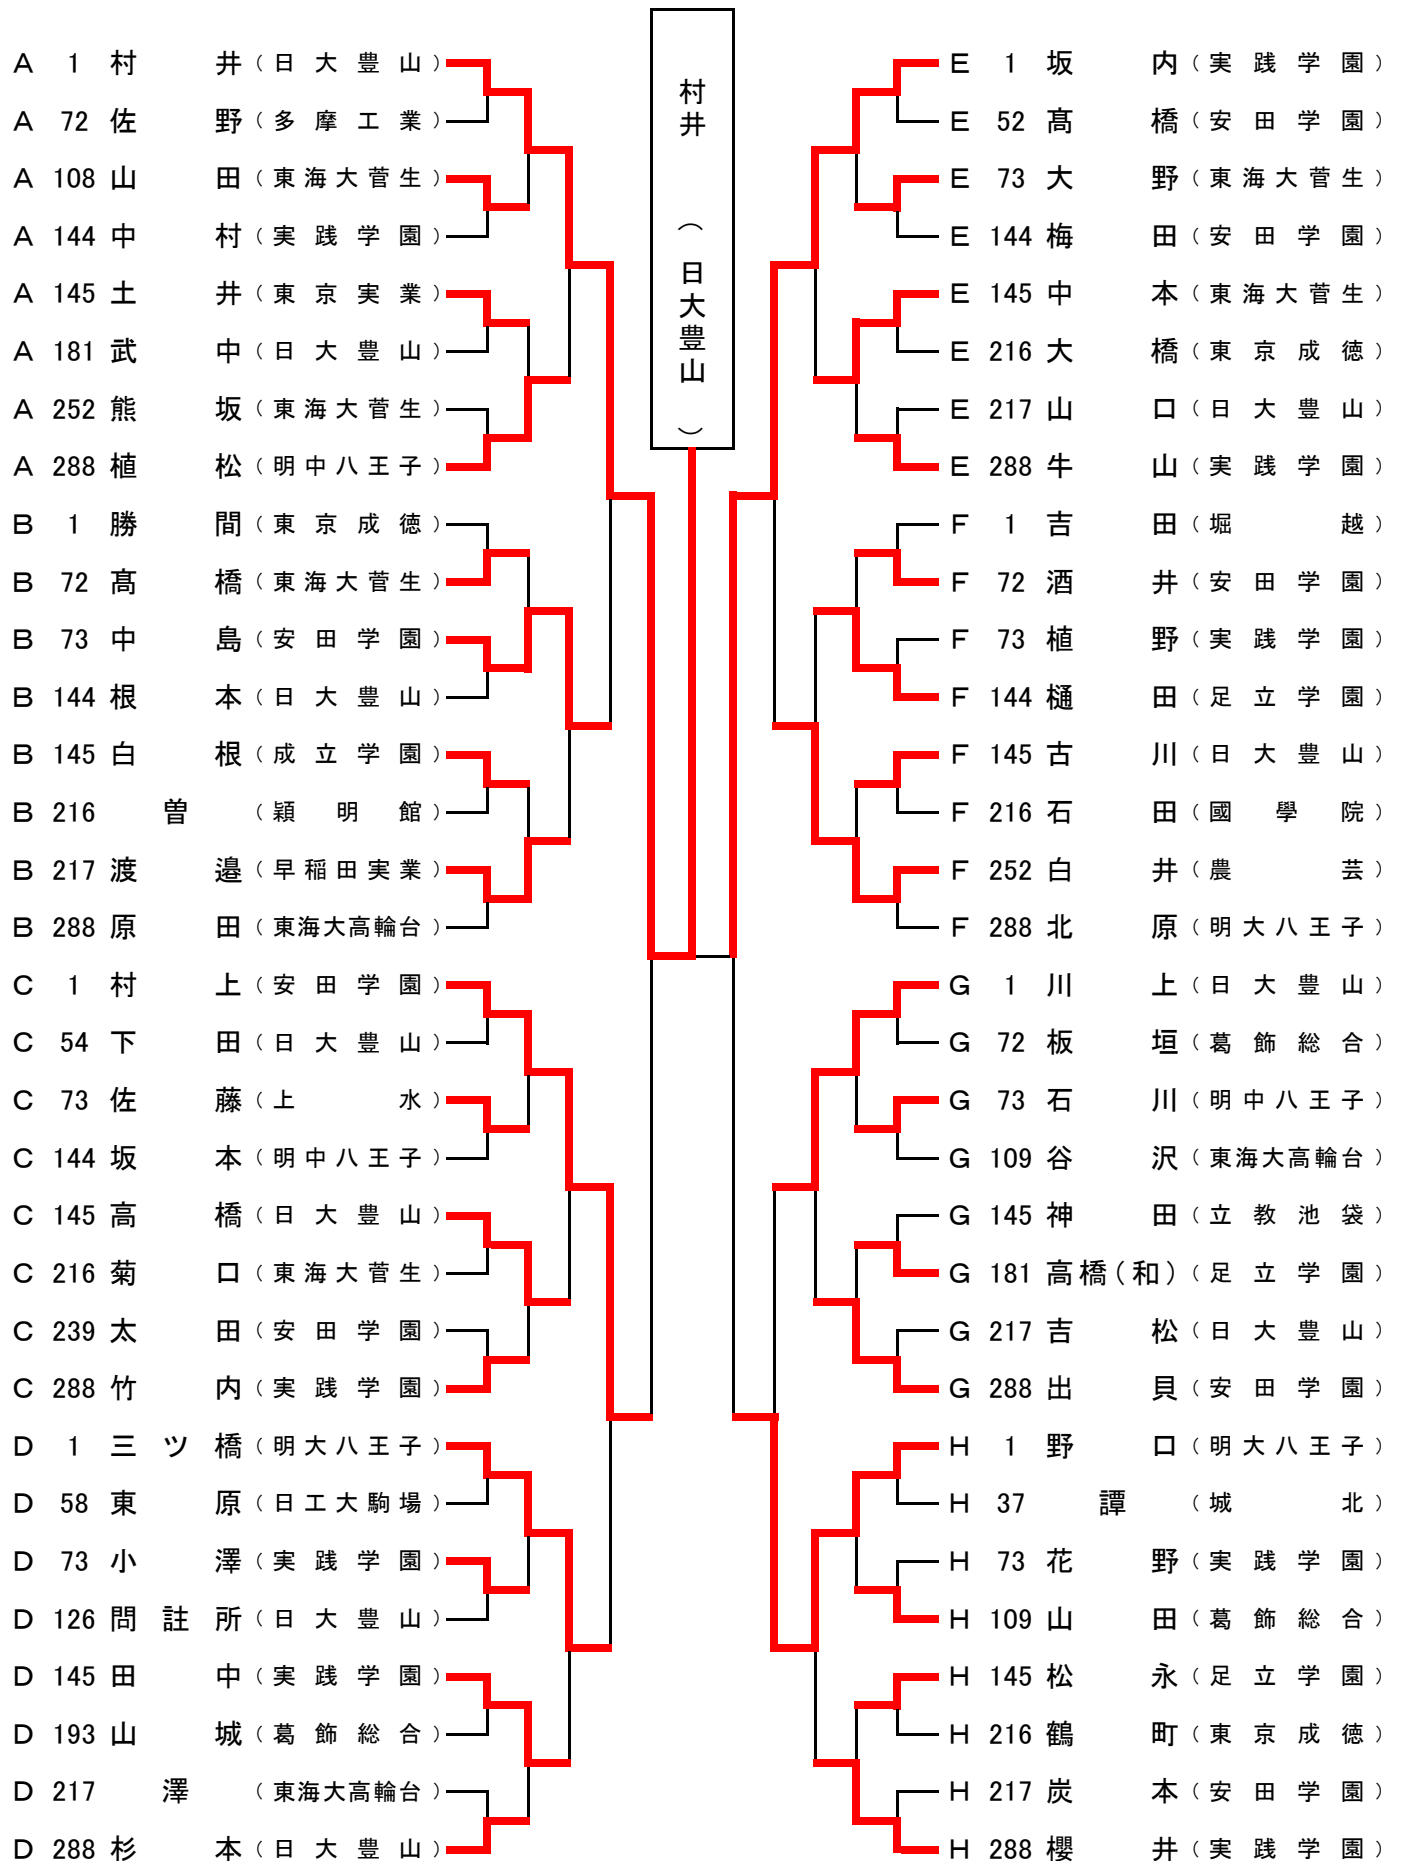 村井（日大豊山）
A 1 村井（日大豊山）
A 72 佐野（多摩工業）
A 108 山田（東海大菅生）
A 144 中村（実践学園）
A 145 土井（東京実業）
A 181 武中（日大豊山）
A 252 熊坂（東海大菅生）
A 288 植松（明中八王子）
B 1 勝間（東京成徳）
B 72 髙橋（東海大菅生）
B 73 中島（安田学園）
B 144 根本（日大豊山）
B 145 白根（成立学園）
B 216 曽（穎明館）
B 217 渡邉（早稲田実業）
B 288 原田（東海大高輪台）
C 1 村上（安田学園）
C 54 下田（日大豊山）
C 73 佐藤（上水）
C 144 坂本（明中八王子）
C 145 高橋（日大豊山）
C 216 菊口（東海大菅生）
C 239 太田（安田学園）
C 288 竹内（実践学園）
D 1 三ツ橋（明大八王子）
D 58 東原（日工大駒場）
D 73 小澤（実践学園）
D 126 問註所（日大豊山）
D 145 田中（実践学園）
D 193 山城（葛飾総合）
D 217 澤（東海大高輪台）
D 288 杉本（日大豊山）
E 1 坂内（実践学園）
E 52 髙橋（安田学園）
E 73 大野（東海大菅生）
E 144 梅田（安田学園）
E 145 中本（東海大菅生）
E 216 大橋（東京成徳）
E 217 山口（日大豊山）
E 288 牛山（実践学園）
F 1 吉田（堀越）
F 72 酒井（安田学園）
F 73 植野（実践学園）
F 144 樋田（足立学園）
F 145 古川（日大豊山）
F 216 石田（國學院）
F 252 白井（農芸）
F 288 北原（明大八王子）
G 1 川上（日大豊山）
G 72 板垣（葛飾総合）
G 73 石川（明中八王子）
G 109 谷沢（東海大高輪台）
G 145 神田（立教池袋）
G 181 高橋(和)（足立学園）
G 217 吉松（日大豊山）
G 288 出貝（安田学園）
H 1 野口（明大八王子）
H 37 譚（城北）
H 73 花野（実践学園）
H 109 山田（葛飾総合）
H 145 松永（足立学園）
H 216 鶴町（東京成徳）
H 217 炭本（安田学園）
H 288 櫻井（実践学園）